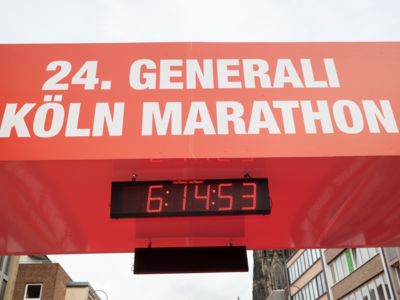 24. GENERALI
KÖLN MARATHON
6:14:53